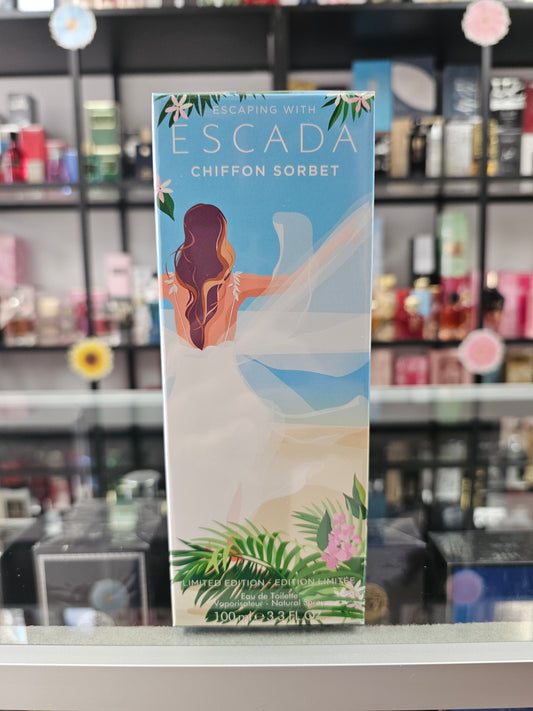 ESCAPING WITH
ESCADA
CHIFFON SORBET
LIMITED EDITION - EDITION LIMITÉE
Eau de Toilette
Vaporisateur - Natural Spray
100 ml ℮ 3.3 FL. OZ.